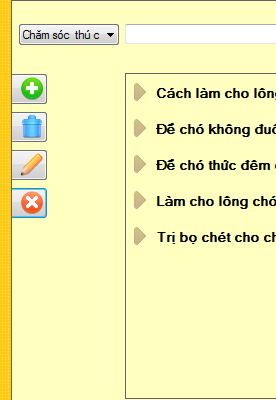 Chăm sóc thú c
Cách làm cho lông
Để chó không đuô
Để chó thức đêm
Làm cho lông chó
Trị bọ chét cho ch